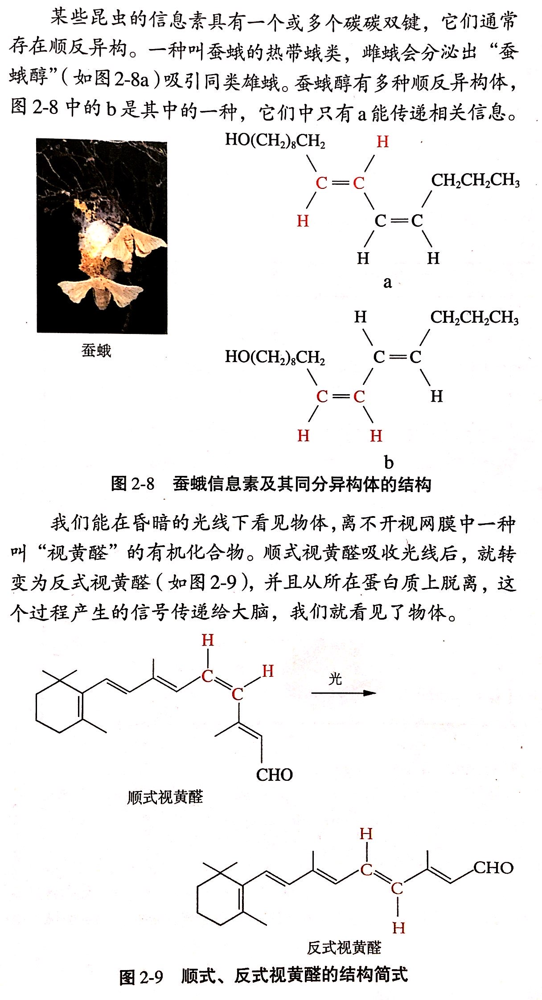 某些昆虫的信息素具有一个或多个碳碳双键，它们通常
存在顺反异构。一种叫蚕蛾的热带蛾类，雌蛾会分泌出“蚕
蛾醇”（如图2-8a）吸引同类雄蛾。蚕蛾醇有多种顺反异构体，
图2-8中的b是其中的一种，它们中只有a能传递相关信息。
HO(CH₂)₈CH₂ H
C=C CH₂CH₂CH₃
H C=C
H H
a
H CH₂CH₂CH₃
蚕蛾
HO(CH₂)₈CH₂ C=C
C=C H
H H
b
图2-8 蚕蛾信息素及其同分异构体的结构
我们能在昏暗的光线下看见物体，离不开视网膜中一种
叫“视黄醛”的有机化合物。顺式视黄醛吸收光线后，就转
变为反式视黄醛（如图2-9），并且从所在蛋白质上脱离，这
个过程产生的信号传递给大脑，我们就看见了物体。
H
C H
光
C
CHO
顺式视黄醛
H
C CHO
C
H
反式视黄醛
图2-9 顺式、反式视黄醛的结构简式